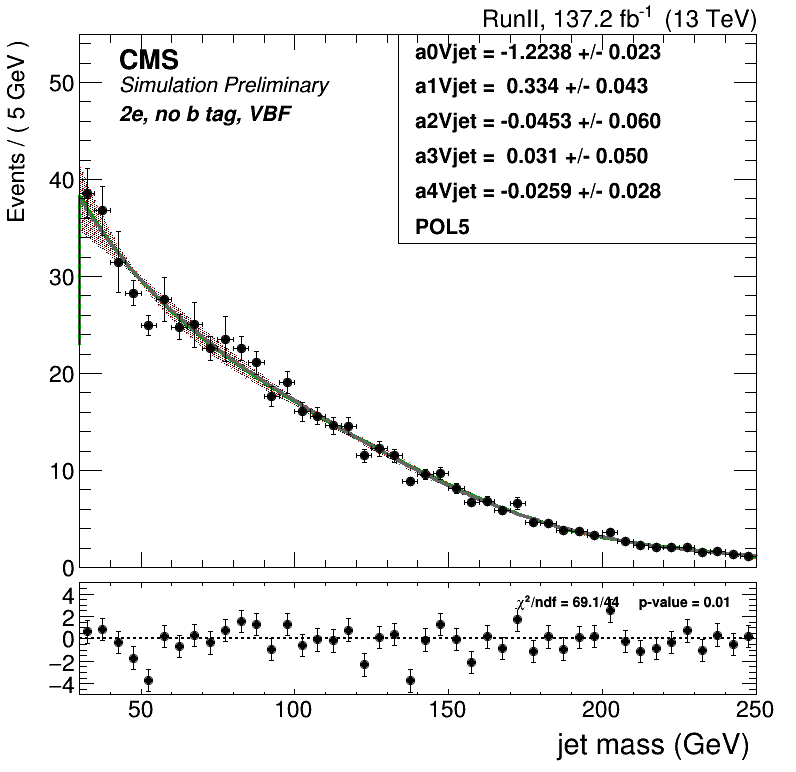 RunII, 137.2 fb⁻¹ (13 TeV)
CMS
Simulation Preliminary
2e, no b tag, VBF
a0Vjet = -1.2238 +/- 0.023
a1Vjet = 0.334 +/- 0.043
a2Vjet = -0.0453 +/- 0.060
a3Vjet = 0.031 +/- 0.050
a4Vjet = -0.0259 +/- 0.028
POL5
Events / ( 5 GeV )
50
40
30
20
10
0
χ²/ndf = 69.1/44 p-value = 0.01
4
2
0
−2
−4
50 100 150 200 250
jet mass (GeV)